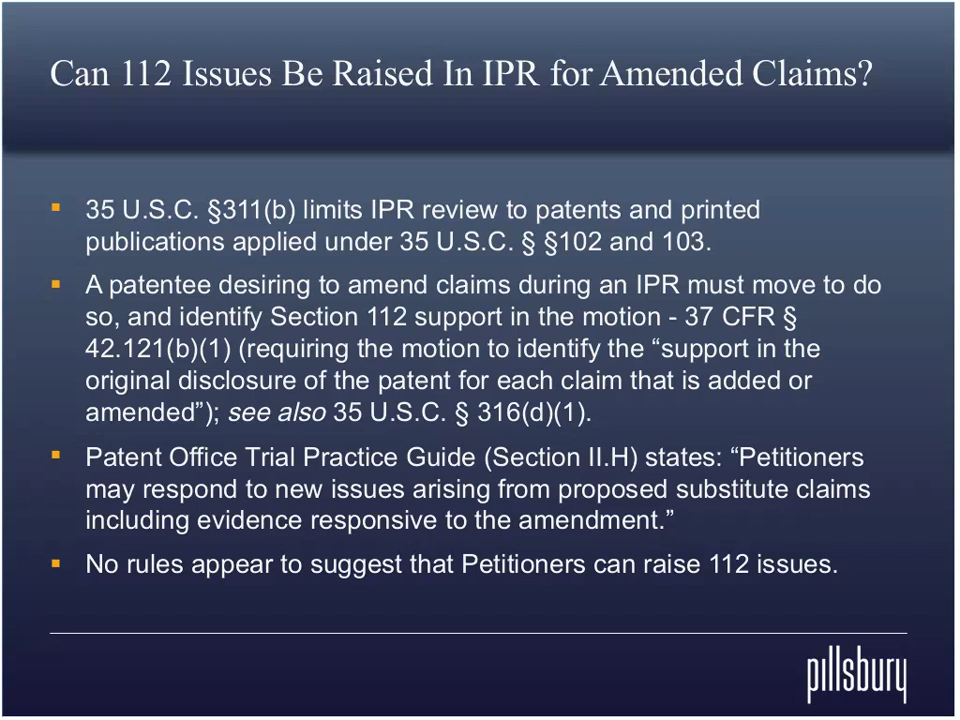 Can 112 Issues Be Raised In IPR for Amended Claims?
▪ 35 U.S.C. §311(b) limits IPR review to patents and printed
publications applied under 35 U.S.C. § §102 and 103.
▪ A patentee desiring to amend claims during an IPR must move to do
so, and identify Section 112 support in the motion - 37 CFR §
42.121(b)(1) (requiring the motion to identify the “support in the
original disclosure of the patent for each claim that is added or
amended”); see also 35 U.S.C. § 316(d)(1).
▪ Patent Office Trial Practice Guide (Section II.H) states: “Petitioners
may respond to new issues arising from proposed substitute claims
including evidence responsive to the amendment.”
▪ No rules appear to suggest that Petitioners can raise 112 issues.
pillsbury